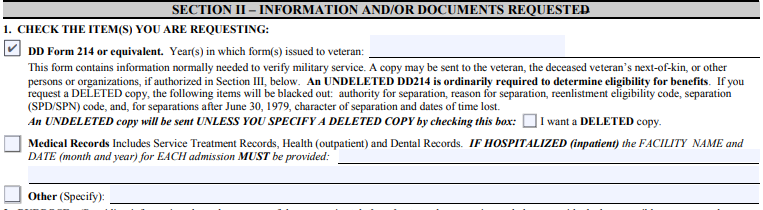 SECTION II – INFORMATION AND/OR DOCUMENTS REQUESTED
1. CHECK THE ITEM(S) YOU ARE REQUESTING:
DD Form 214 or equivalent. Year(s) in which form(s) issued to veteran:
This form contains information normally needed to verify military service. A copy may be sent to the veteran, the deceased veteran's next-of-kin, or other
persons or organizations, if authorized in Section III, below. An UNDELETED DD214 is ordinarily required to determine eligibility for benefits. If you
request a DELETED copy, the following items will be blacked out: authority for separation, reason for separation, reenlistment eligibility code, separation
(SPD/SPN) code, and, for separations after June 30, 1979, character of separation and dates of time lost.
An UNDELETED copy will be sent UNLESS YOU SPECIFY A DELETED COPY by checking this box: I want a DELETED copy.
Medical Records Includes Service Treatment Records, Health (outpatient) and Dental Records. IF HOSPITALIZED (inpatient) the FACILITY NAME and
DATE (month and year) for EACH admission MUST be provided:
Other (Specify):